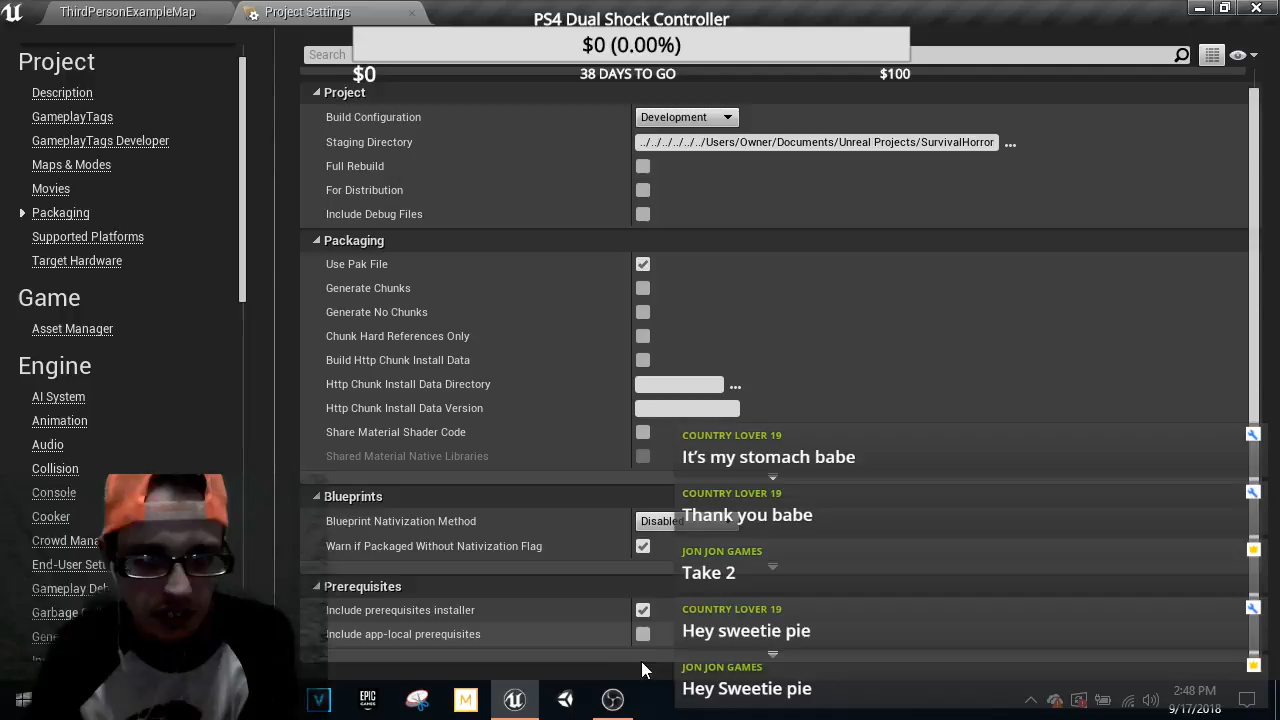 ThirdPersonExampleMap
Project Settings
PS4 Dual Shock Controller
$0 (0.00%)
$0
38 DAYS TO GO
$100
Search
Project
Description
GameplayTags
GameplayTags Developer
Maps & Modes
Movies
Packaging
Supported Platforms
Target Hardware
Game
Asset Manager
Engine
AI System
Animation
Audio
Collision
Console
Cooker
Crowd Mana
End-User Setu
Gameplay Deb
Garbage C
Gene
Project
Build Configuration
Development
Staging Directory
../../../../../../Users/Owner/Documents/Unreal Projects/SurvivalHorror
...
Full Rebuild
For Distribution
Include Debug Files
Packaging
Use Pak File
Generate Chunks
Generate No Chunks
Chunk Hard References Only
Build Http Chunk Install Data
Http Chunk Install Data Directory
...
Http Chunk Install Data Version
Share Material Shader Code
Shared Material Native Libraries
Blueprints
Blueprint Nativization Method
Disabled
Warn if Packaged Without Nativization Flag
Prerequisites
Include prerequisites installer
Include app-local prerequisites
COUNTRY LOVER 19
It's my stomach babe
COUNTRY LOVER 19
Thank you babe
JON JON GAMES
Take 2
COUNTRY LOVER 19
Hey sweetie pie
JON JON GAMES
Hey Sweetie pie
V
EPIC
GAMES
M
2:48 PM
9/17/2018